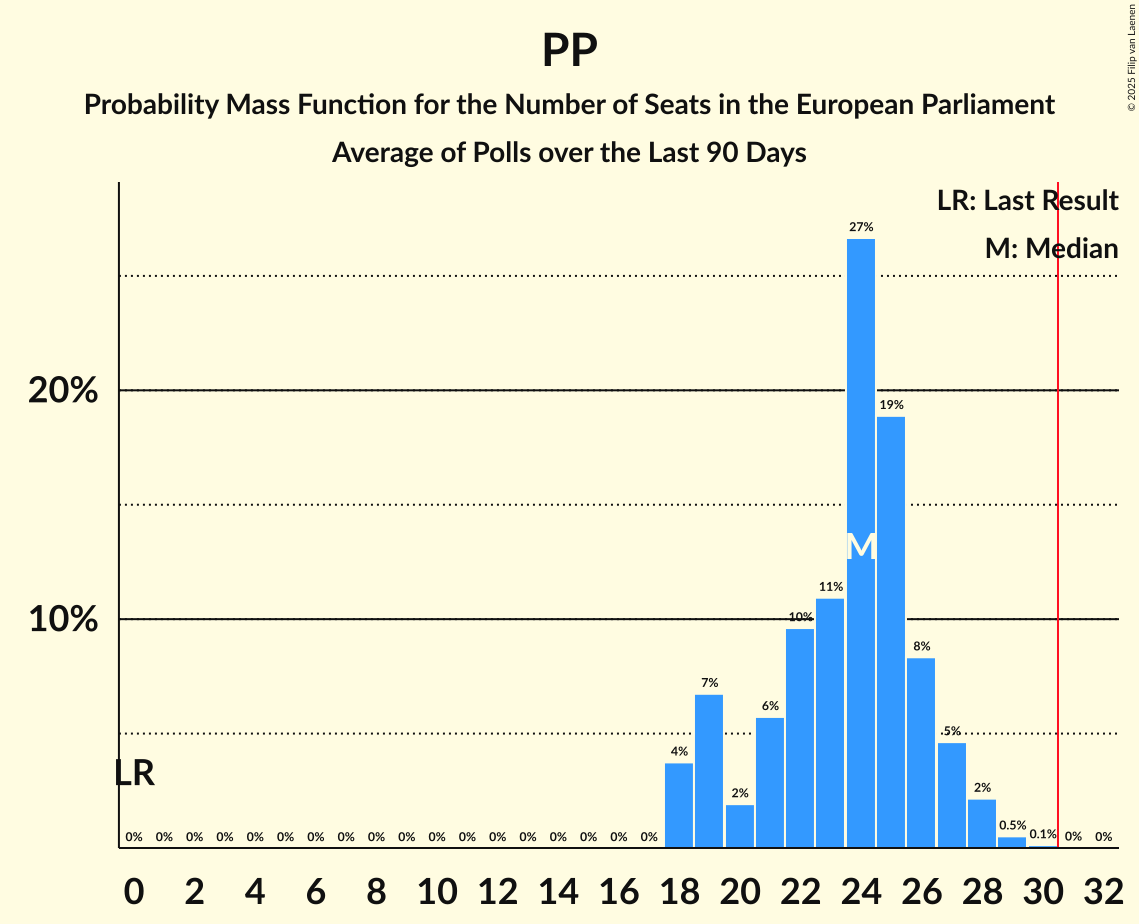 PP
Probability Mass Function for the Number of Seats in the European Parliament
Average of Polls over the Last 90 Days
© 2025 Filip van Laenen
LR: Last Result
M: Median
27%
20%
19%
M
11%
10%
10%
8%
7%
6%
5%
4%
LR
2%
2%
0% 0% 0% 0% 0% 0% 0% 0% 0% 0% 0% 0% 0% 0% 0% 0% 0% 0% 0.5% 0.1% 0% 0%
0 2 4 6 8 10 12 14 16 18 20 22 24 26 28 30 32